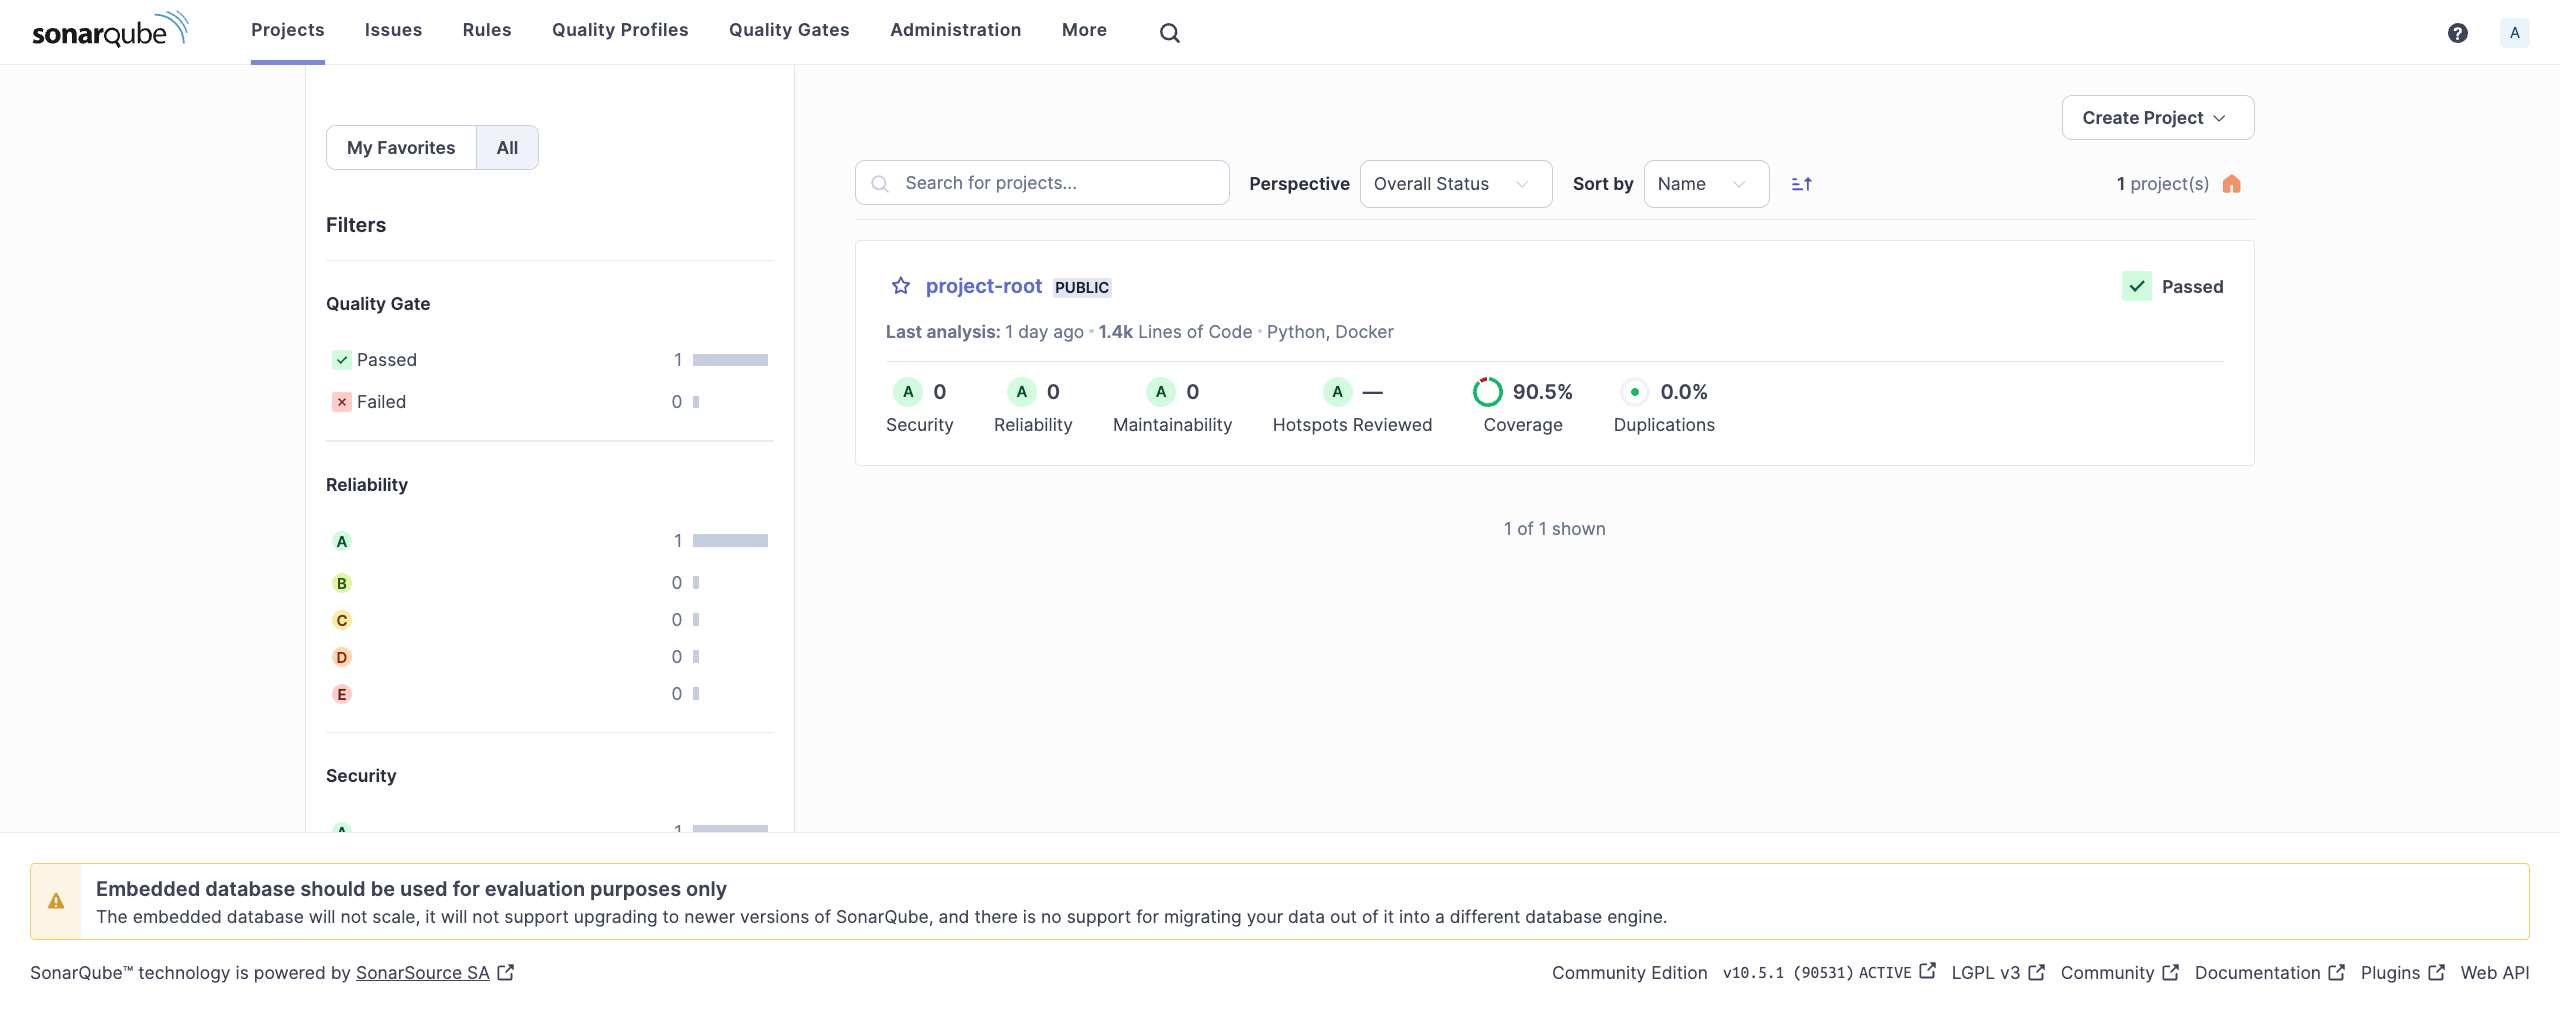 sonarqube
Projects Issues Rules Quality Profiles Quality Gates Administration More
?
A
My Favorites All
Filters
Quality Gate
Passed 1
Failed 0
Reliability
A 1
B 0
C 0
D 0
E 0
Security
A 1
Create Project
Search for projects...
Perspective Overall Status
Sort by Name
1 project(s)
project-root PUBLIC
Passed
Last analysis: 1 day ago • 1.4k Lines of Code • Python, Docker
A 0 A 0 A 0 A — 90.5% 0.0%
Security Reliability Maintainability Hotspots Reviewed Coverage Duplications
1 of 1 shown
Embedded database should be used for evaluation purposes only
The embedded database will not scale, it will not support upgrading to newer versions of SonarQube, and there is no support for migrating your data out of it into a different database engine.
SonarQube™ technology is powered by SonarSource SA
Community Edition v10.5.1 (90531) ACTIVE LGPL v3 Community Documentation Plugins Web API